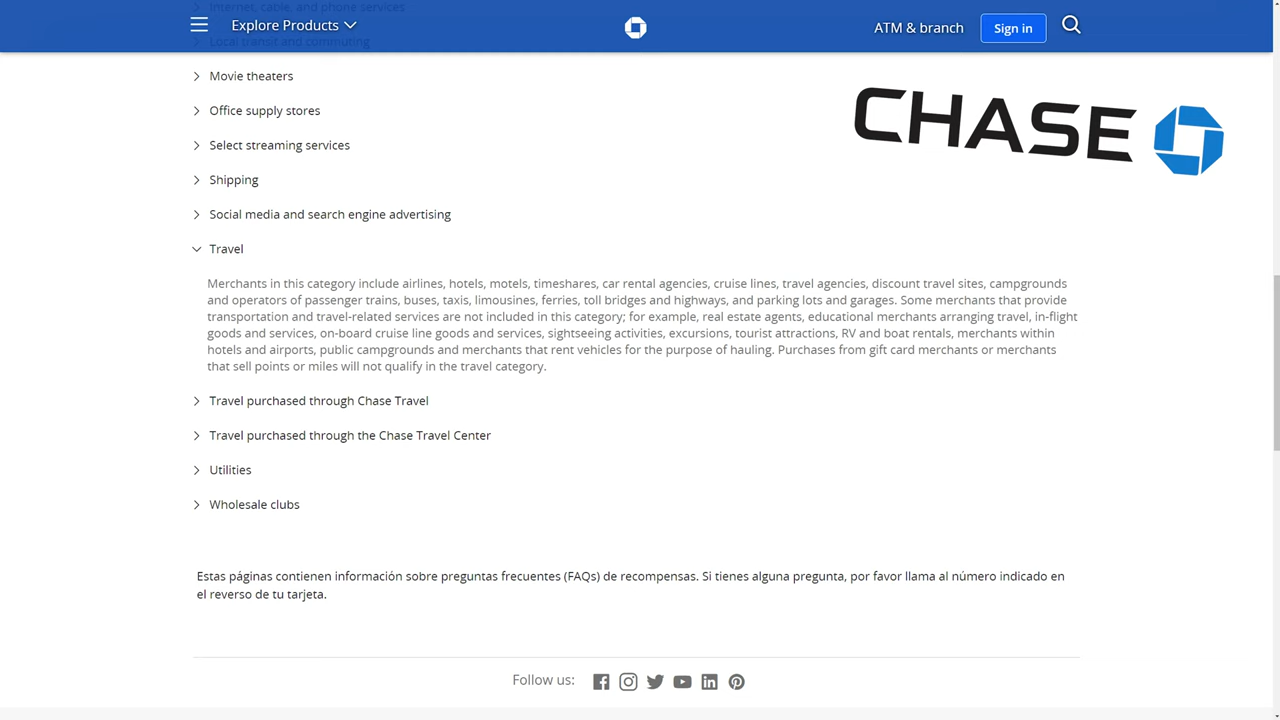 Internet, cable, and phone services
Explore Products
ATM & branch
Sign in
Local transit and commuting
Movie theaters
Office supply stores
CHASE
Select streaming services
Shipping
Social media and search engine advertising
Travel
Merchants in this category include airlines, hotels, motels, timeshares, car rental agencies, cruise lines, travel agencies, discount travel sites, campgrounds
and operators of passenger trains, buses, taxis, limousines, ferries, toll bridges and highways, and parking lots and garages. Some merchants that provide
transportation and travel-related services are not included in this category; for example, real estate agents, educational merchants arranging travel, in-flight
goods and services, on-board cruise line goods and services, sightseeing activities, excursions, tourist attractions, RV and boat rentals, merchants within
hotels and airports, public campgrounds and merchants that rent vehicles for the purpose of hauling. Purchases from gift card merchants or merchants
that sell points or miles will not qualify in the travel category.
Travel purchased through Chase Travel
Travel purchased through the Chase Travel Center
Utilities
Wholesale clubs
Estas páginas contienen información sobre preguntas frecuentes (FAQs) de recompensas. Si tienes alguna pregunta, por favor llama al número indicado en
el reverso de tu tarjeta.
Follow us: